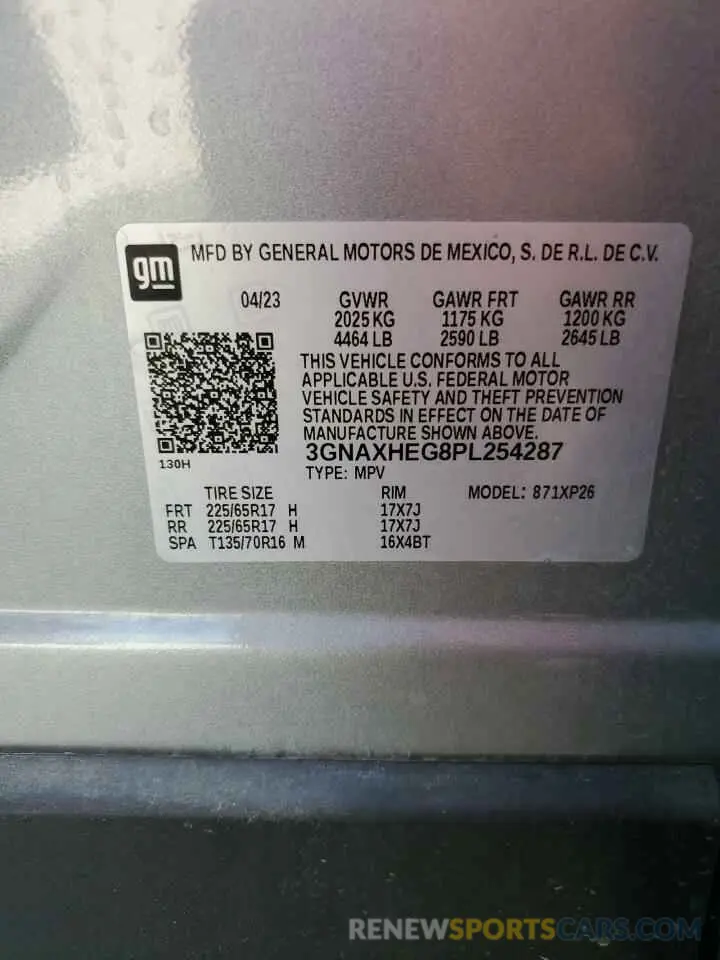 gm MFD BY GENERAL MOTORS DE MEXICO, S. DE R.L. DE C.V.
04/23 GVWR GAWR FRT GAWR RR
2025 KG 1175 KG 1200 KG
4464 LB 2590 LB 2645 LB
THIS VEHICLE CONFORMS TO ALL
APPLICABLE U.S. FEDERAL MOTOR
VEHICLE SAFETY AND THEFT PREVENTION
STANDARDS IN EFFECT ON THE DATE OF
MANUFACTURE SHOWN ABOVE.
3GNAXHEG8PL254287
130H
TYPE: MPV
TIRE SIZE RIM MODEL: 871XP26
FRT 225/65R17 H 17X7J
RR 225/65R17 H 17X7J
SPA T135/70R16 M 16X4BT
RENEWSPORTSCARS.COM